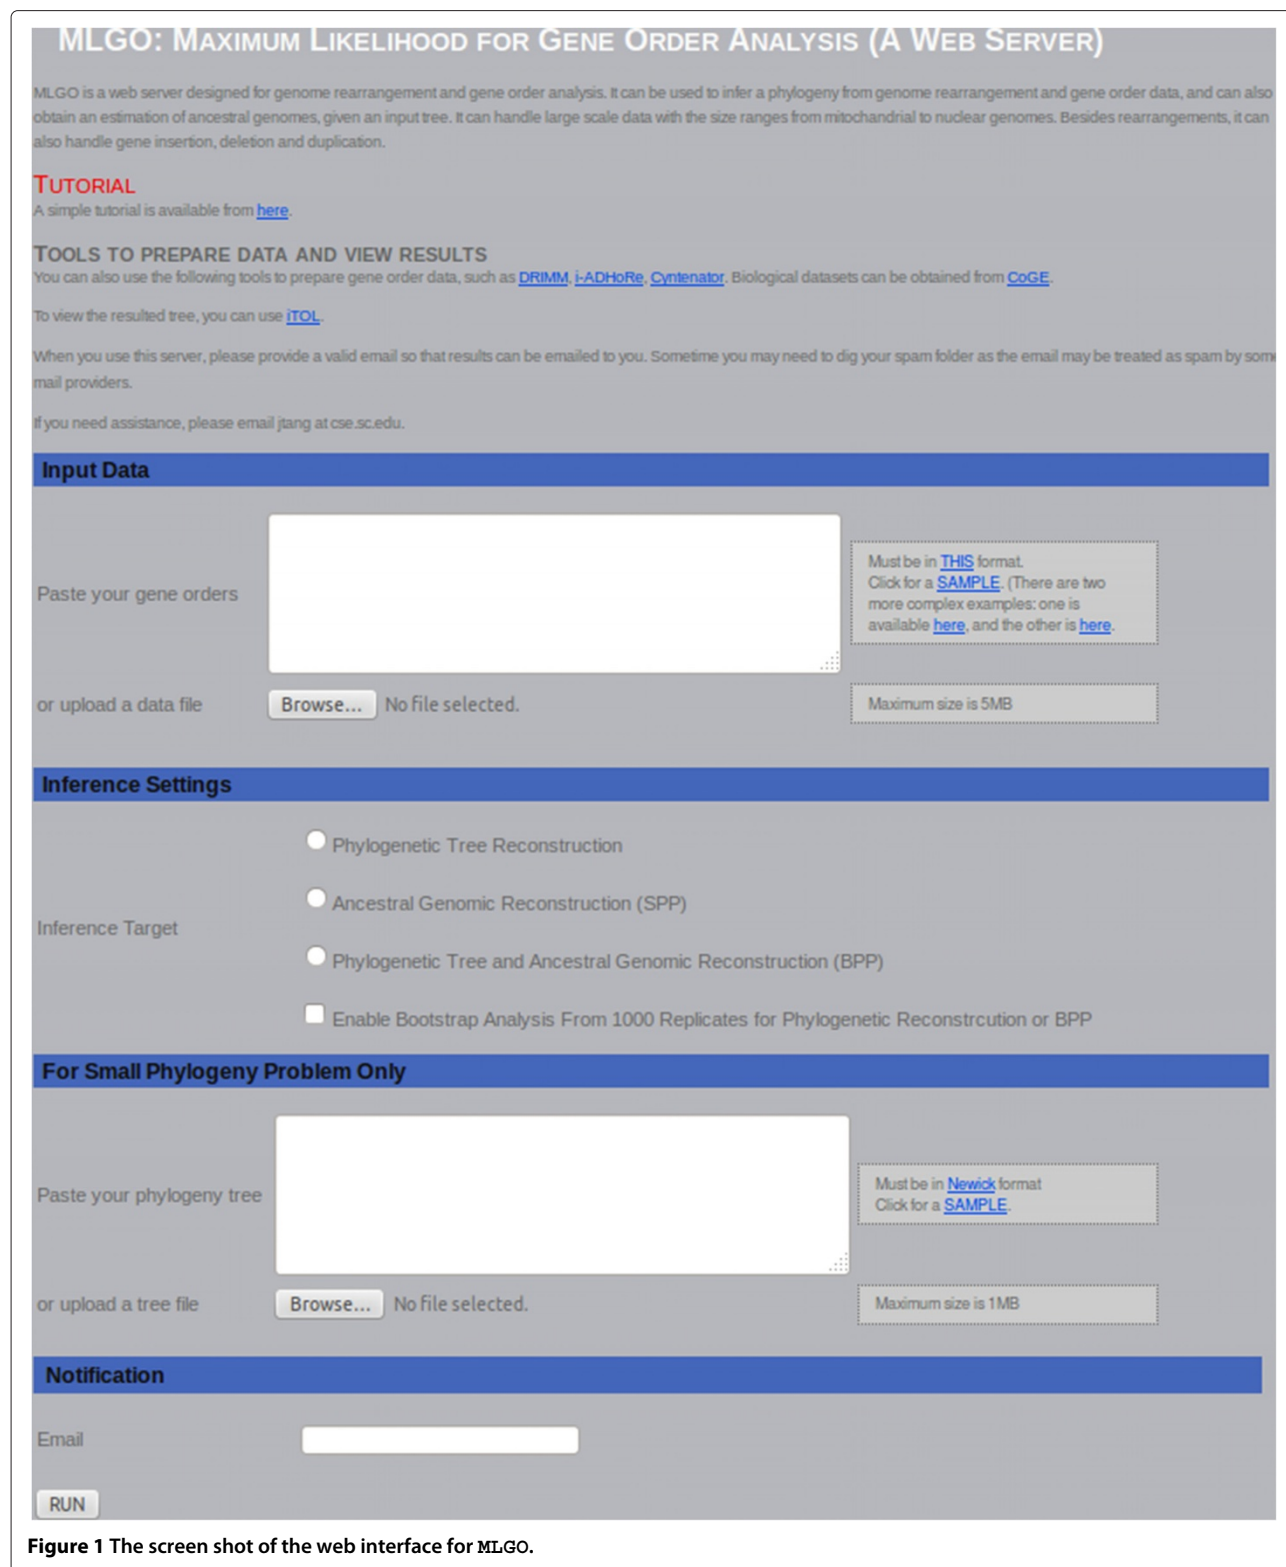 MLGO: MAXIMUM LIKELIHOOD FOR GENE ORDER ANALYSIS (A WEB SERVER)
MLGO is a web server designed for genome rearrangement and gene order analysis. It can be used to infer a phylogeny from genome rearrangement and gene order data, and can also
obtain an estimation of ancestral genomes, given an input tree. It can handle large scale data with the size ranges from mitochandrial to nuclear genomes. Besides rearrangements, it can
also handle gene insertion, deletion and duplication.
TUTORIAL
A simple tutorial is available from here.
TOOLS TO PREPARE DATA AND VIEW RESULTS
You can also use the following tools to prepare gene order data, such as DRIMM, i-ADHoRe, Cyntenator. Biological datasets can be obtained from CoGE.
To view the resulted tree, you can use iTOL.
When you use this server, please provide a valid email so that results can be emailed to you. Sometime you may need to dig your spam folder as the email may be treated as spam by some
mail providers.
If you need assistance, please email jtang at cse.sc.edu.
Input Data
Paste your gene orders
Must be in THIS format.
Click for a SAMPLE. (There are two
more complex examples: one is
available here, and the other is here.
or upload a data file
Browse... No file selected.
Maximum size is 5MB
Inference Settings
Inference Target
Phylogenetic Tree Reconstruction
Ancestral Genomic Reconstruction (SPP)
Phylogenetic Tree and Ancestral Genomic Reconstruction (BPP)
Enable Bootstrap Analysis From 1000 Replicates for Phylogenetic Reconstrcution or BPP
For Small Phylogeny Problem Only
Paste your phylogeny tree
Must be in Newick format
Click for a SAMPLE.
or upload a tree file
Browse... No file selected.
Maximum size is 1MB
Notification
Email
RUN
Figure 1 The screen shot of the web interface for MLGO.